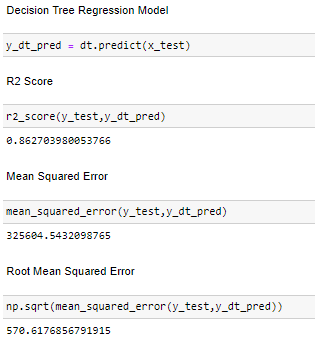 Decision Tree Regression Model
y_dt_pred = dt.predict(x_test)
R2 Score
r2_score(y_test,y_dt_pred)
0.862703980053766
Mean Squared Error
mean_squared_error(y_test,y_dt_pred)
325604.5432098765
Root Mean Squared Error
np.sqrt(mean_squared_error(y_test,y_dt_pred))
570.6176856791915